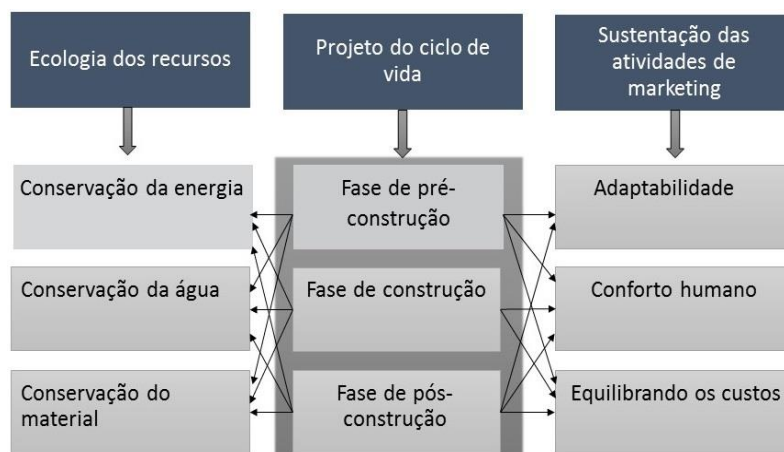 Ecologia dos recursos
Projeto do ciclo de
vida
Sustentação das
atividades de
marketing
Conservação da energia
Fase de pré-
construção
Adaptabilidade
Conservação da água
Fase de construção
Conforto humano
Conservação do
material
Fase de pós-
construção
Equilibrando os custos